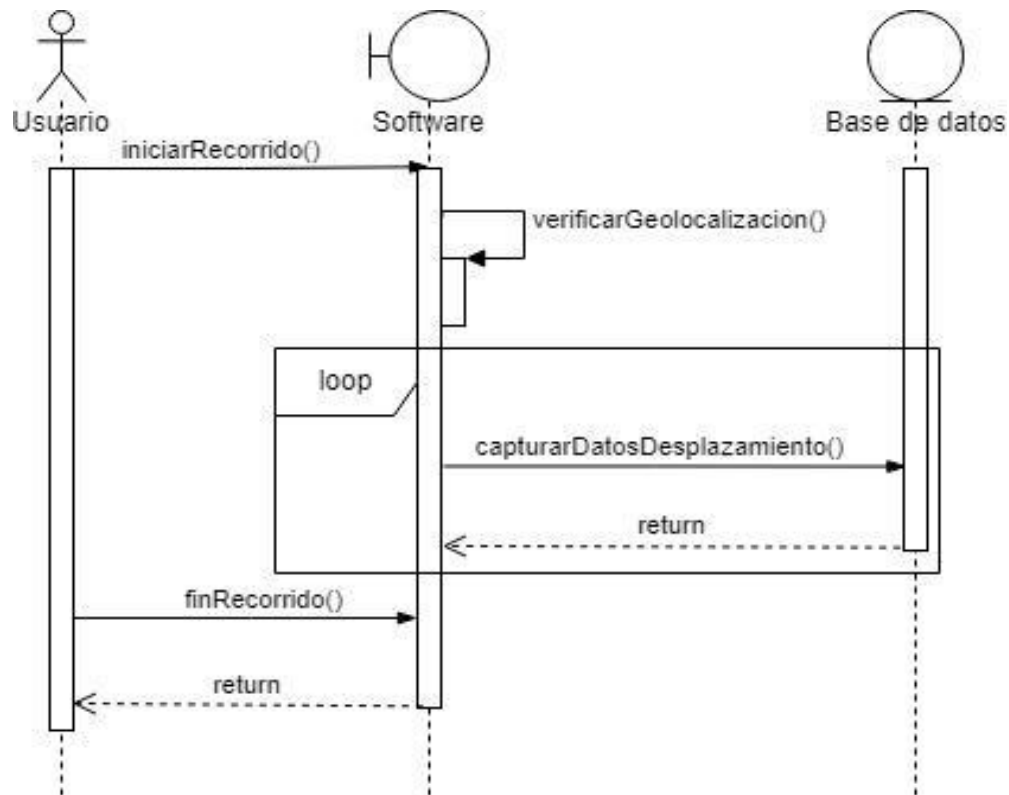 Usuario
Software
Base de datos
iniciarRecorrido()
verificarGeolocalizacion()
loop
capturarDatosDesplazamiento()
return
finRecorrido()
return